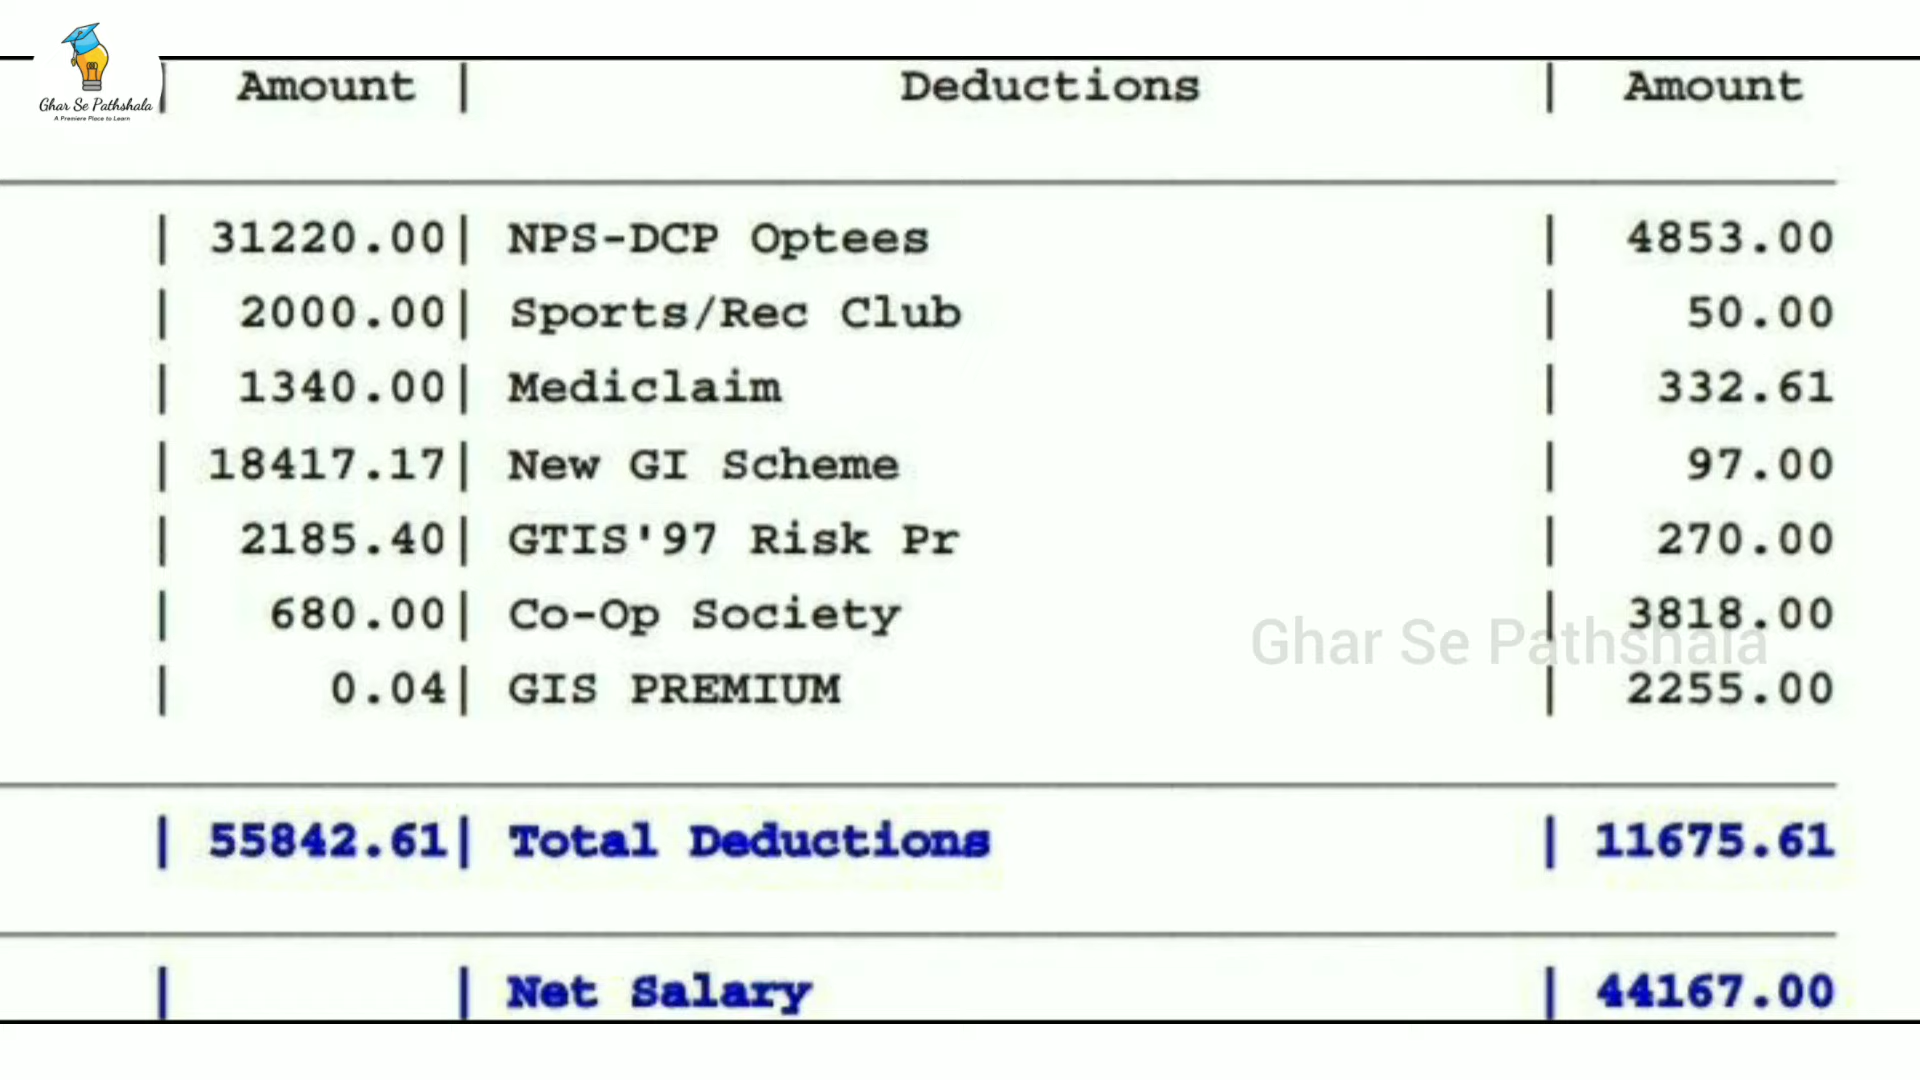 Ghar Se Pathshala
A Premiere Place to Learn
| Amount | Deductions | Amount
| 31220.00| NPS-DCP Optees | 4853.00
| 2000.00| Sports/Rec Club | 50.00
| 1340.00| Mediclaim | 332.61
| 18417.17| New GI Scheme | 97.00
| 2185.40| GTIS'97 Risk Pr | 270.00
| 680.00| Co-Op Society | 3818.00
Ghar Se Pathshala
| 0.04| GIS PREMIUM | 2255.00
| 55842.61| Total Deductions | 11675.61
| | Net Salary | 44167.00